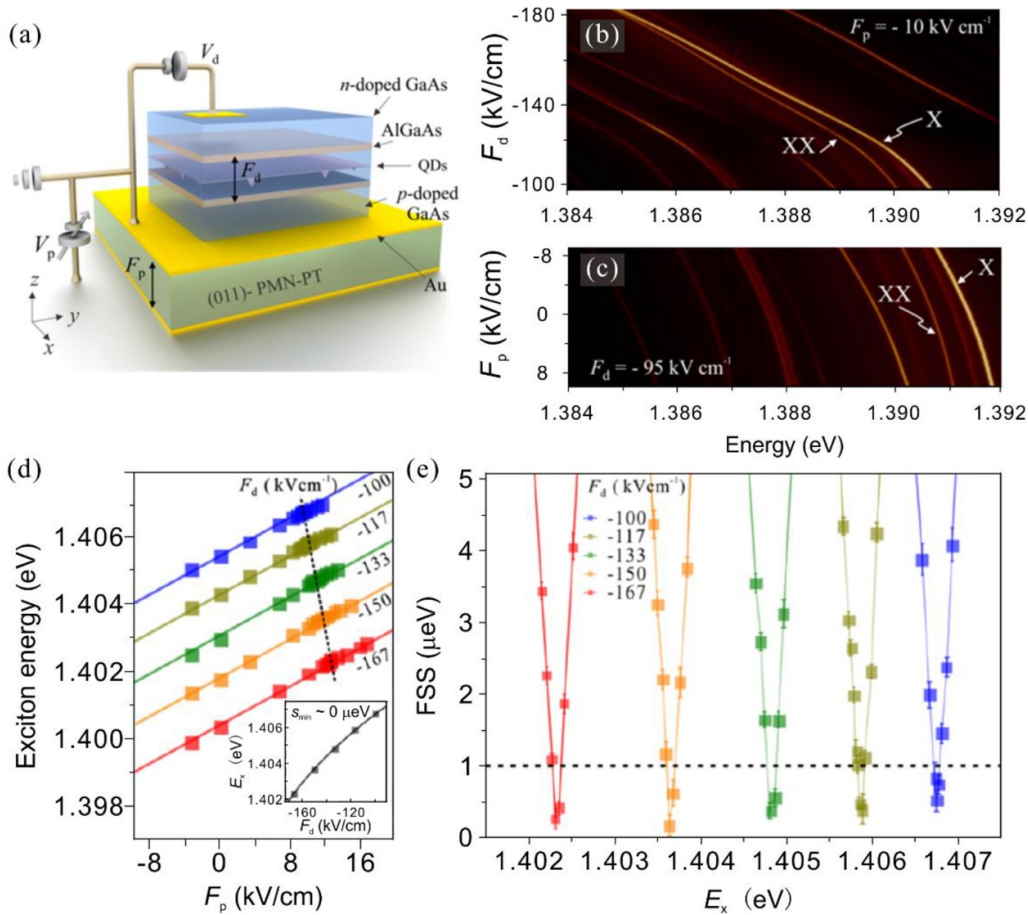 (a)
V_d
n-doped GaAs
AlGaAs
F_d
QDs
p-doped
GaAs
V_p
F_p
(011)- PMN-PT
Au
z
y
x
(b)
F_p = - 10 kV cm⁻¹
X
XX
F_d (kV/cm)
-180
-140
-100
1.384 1.386 1.388 1.390 1.392
(c)
X
XX
F_d = - 95 kV cm⁻¹
F_p (kV/cm)
-8
0
8
1.384 1.386 1.388 1.390 1.392
Energy (eV)
(d)
F_d ( kVcm⁻¹)
-100
-117
-133
-150
-167
Exciton energy (eV)
1.406
1.404
1.402
1.400
1.398
s_min ~ 0 μeV
E_x (eV)
1.406
1.404
1.402
-160 -120
F_d (kV/cm)
-8 0 8 16
F_p (kV/cm)
(e)
F_d ( kVcm⁻¹)
-100
-117
-133
-150
-167
FSS (μeV)
5
4
3
2
1
0
1.402 1.403 1.404 1.405 1.406 1.407
E_x (eV)